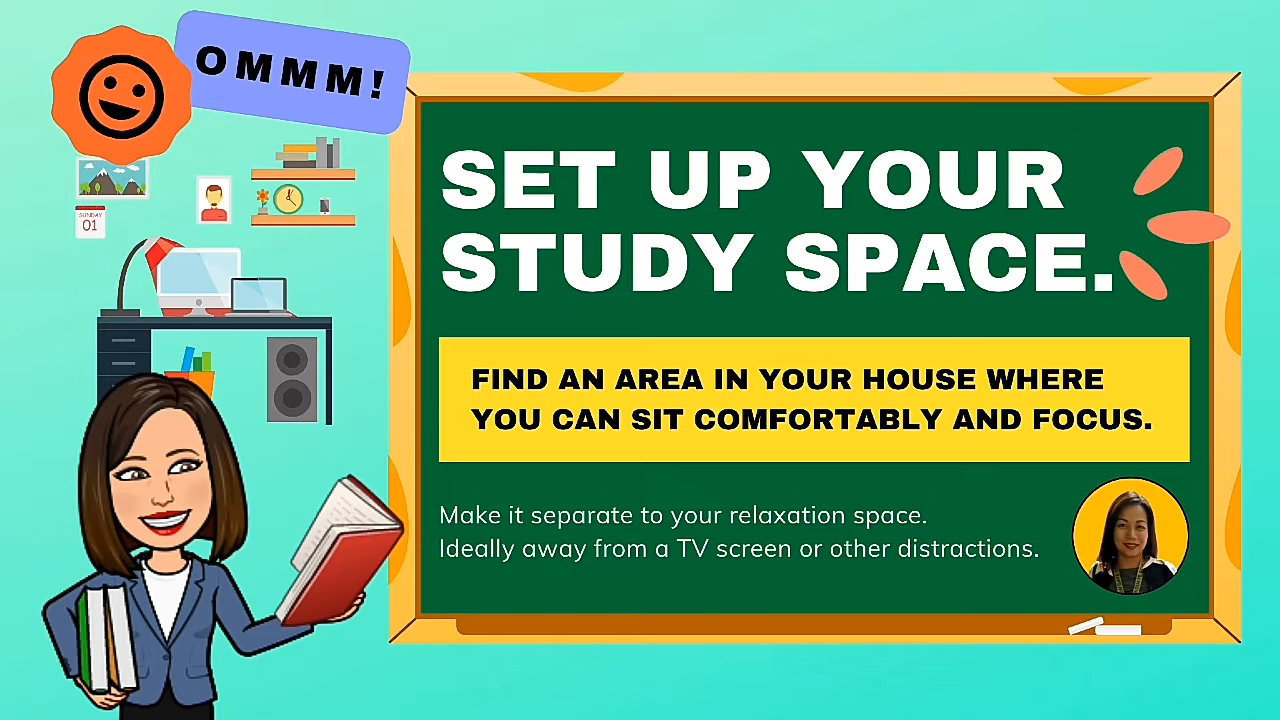 OMMM!
SUNDAY
01
SET UP YOUR
STUDY SPACE.
FIND AN AREA IN YOUR HOUSE WHERE
YOU CAN SIT COMFORTABLY AND FOCUS.
Make it separate to your relaxation space.
Ideally away from a TV screen or other distractions.